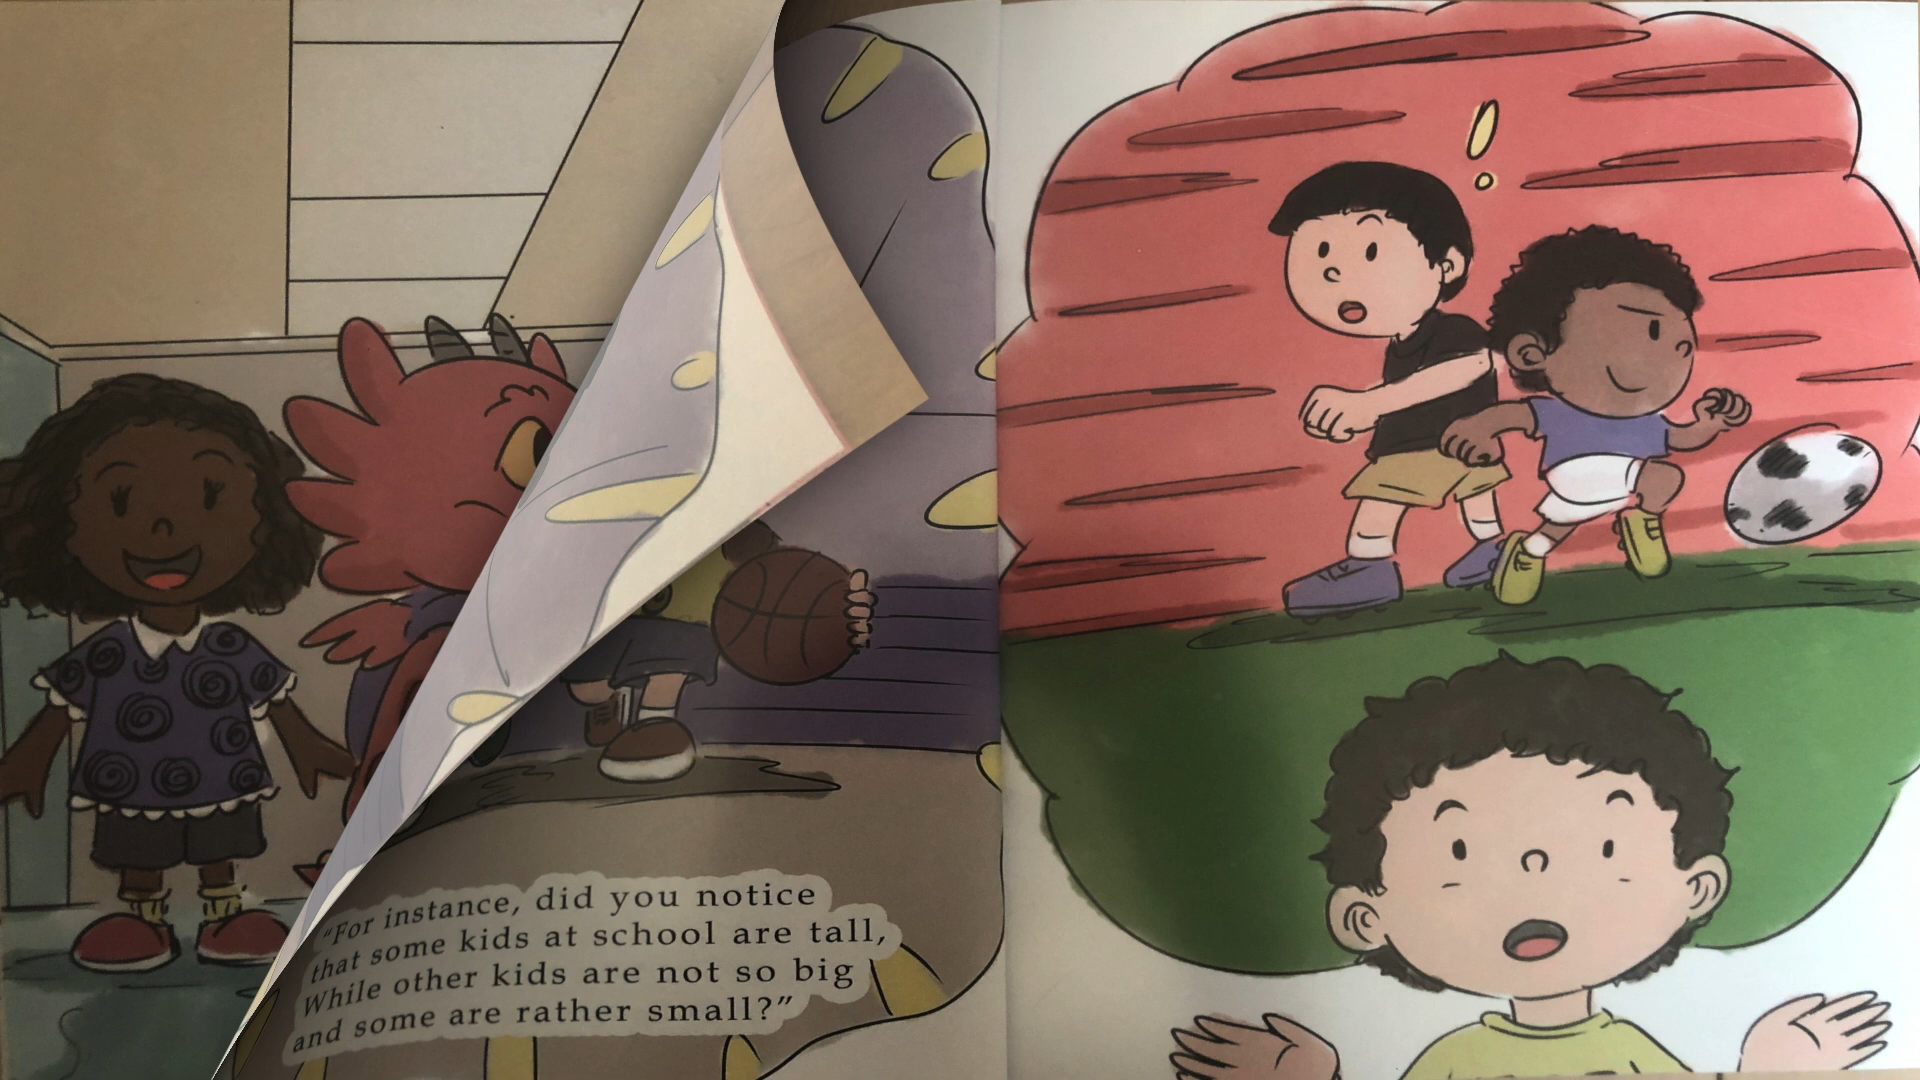 “For instance, did you notice
that some kids at school are tall,
While other kids are not so big
and some are rather small?”